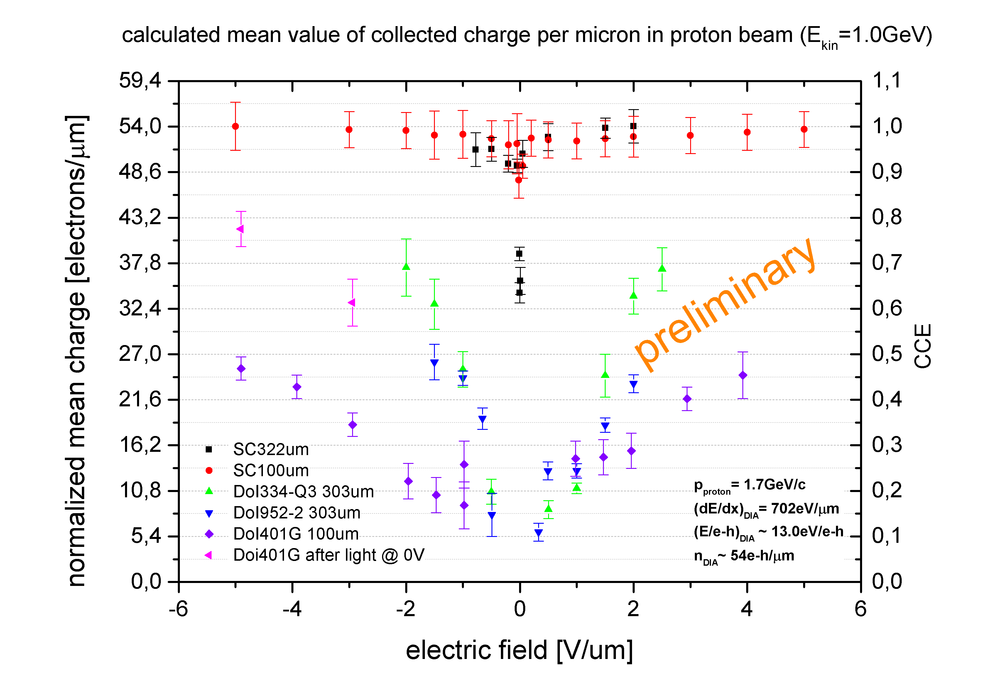 calculated mean value of collected charge per micron in proton beam (Ekin=1.0GeV)
normalized mean charge [electrons/μm]
59,4
54,0
48,6
43,2
37,8
32,4
27,0
21,6
16,2
10,8
5,4
0,0
1,1
1,0
0,9
0,8
0,7
0,6
0,5
0,4
0,3
0,2
0,1
0,0
CCE
preliminary
SC322um
SC100um
DoI334-Q3 303um
DoI952-2 303um
DoI401G 100um
Doi401G after light @ 0V
pproton= 1.7GeV/c
(dE/dx)DIA= 702eV/μm
(E/e-h)DIA ~ 13.0eV/e-h
nDIA~ 54e-h/μm
-6 -4 -2 0 2 4 6
electric field [V/um]